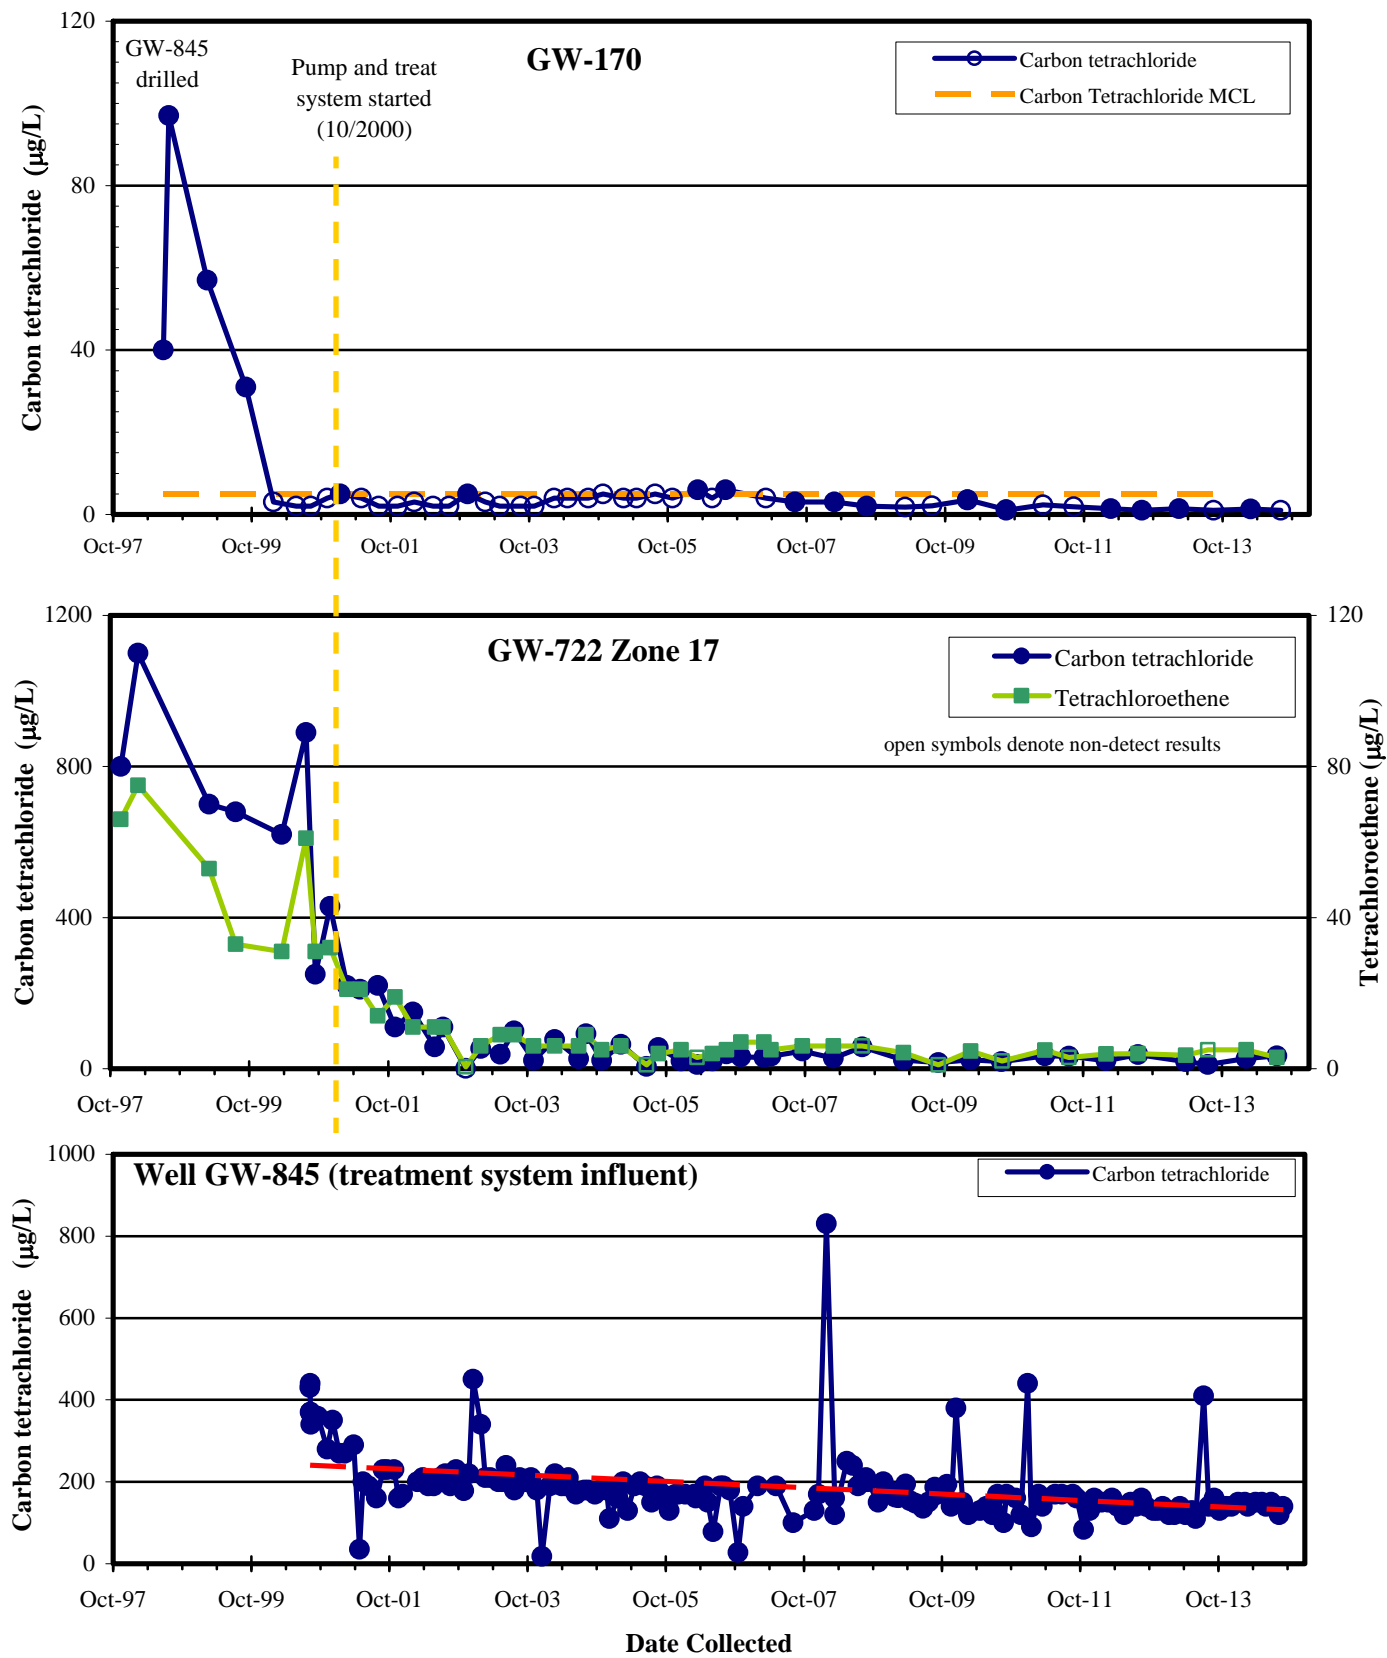 GW-170
GW-845
drilled
Pump and treat
system started
(10/2000)
Carbon tetrachloride
Carbon Tetrachloride MCL
Carbon tetrachloride (µg/L)
120
80
40
0
Oct-97 Oct-99 Oct-01 Oct-03 Oct-05 Oct-07 Oct-09 Oct-11 Oct-13
GW-722 Zone 17
Carbon tetrachloride
Tetrachloroethene
open symbols denote non-detect results
Carbon tetrachloride (µg/L)
1200
800
400
0
Tetrachloroethene (µg/L)
120
80
40
0
Oct-97 Oct-99 Oct-01 Oct-03 Oct-05 Oct-07 Oct-09 Oct-11 Oct-13
Well GW-845 (treatment system influent)
Carbon tetrachloride
Carbon tetrachloride (µg/L)
1000
800
600
400
200
0
Oct-97 Oct-99 Oct-01 Oct-03 Oct-05 Oct-07 Oct-09 Oct-11 Oct-13
Date Collected